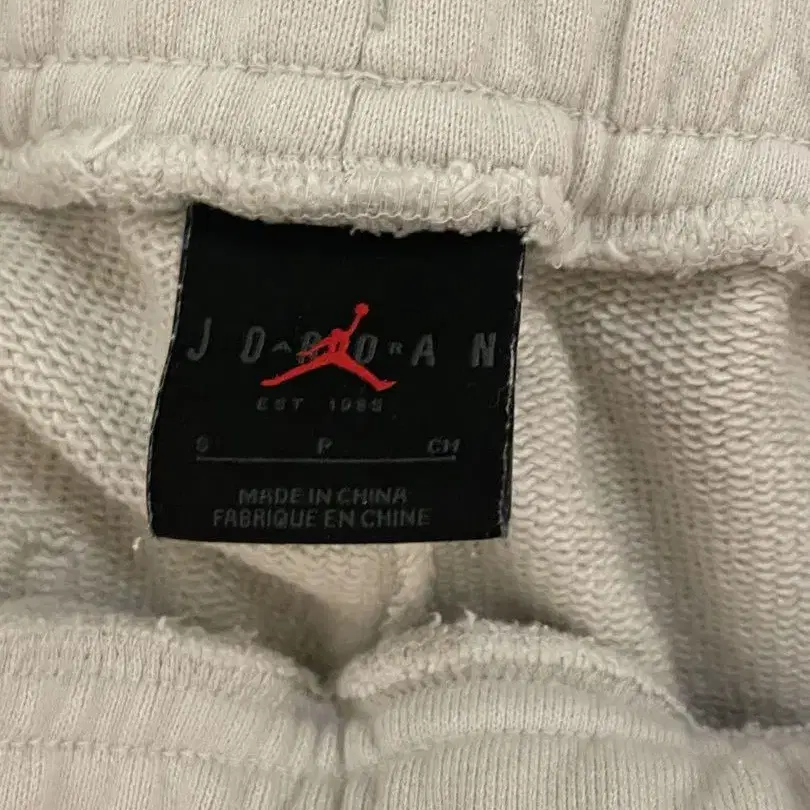 JORDAN
EST 1985
S P CH
MADE IN CHINA
FABRIQUE EN CHINE